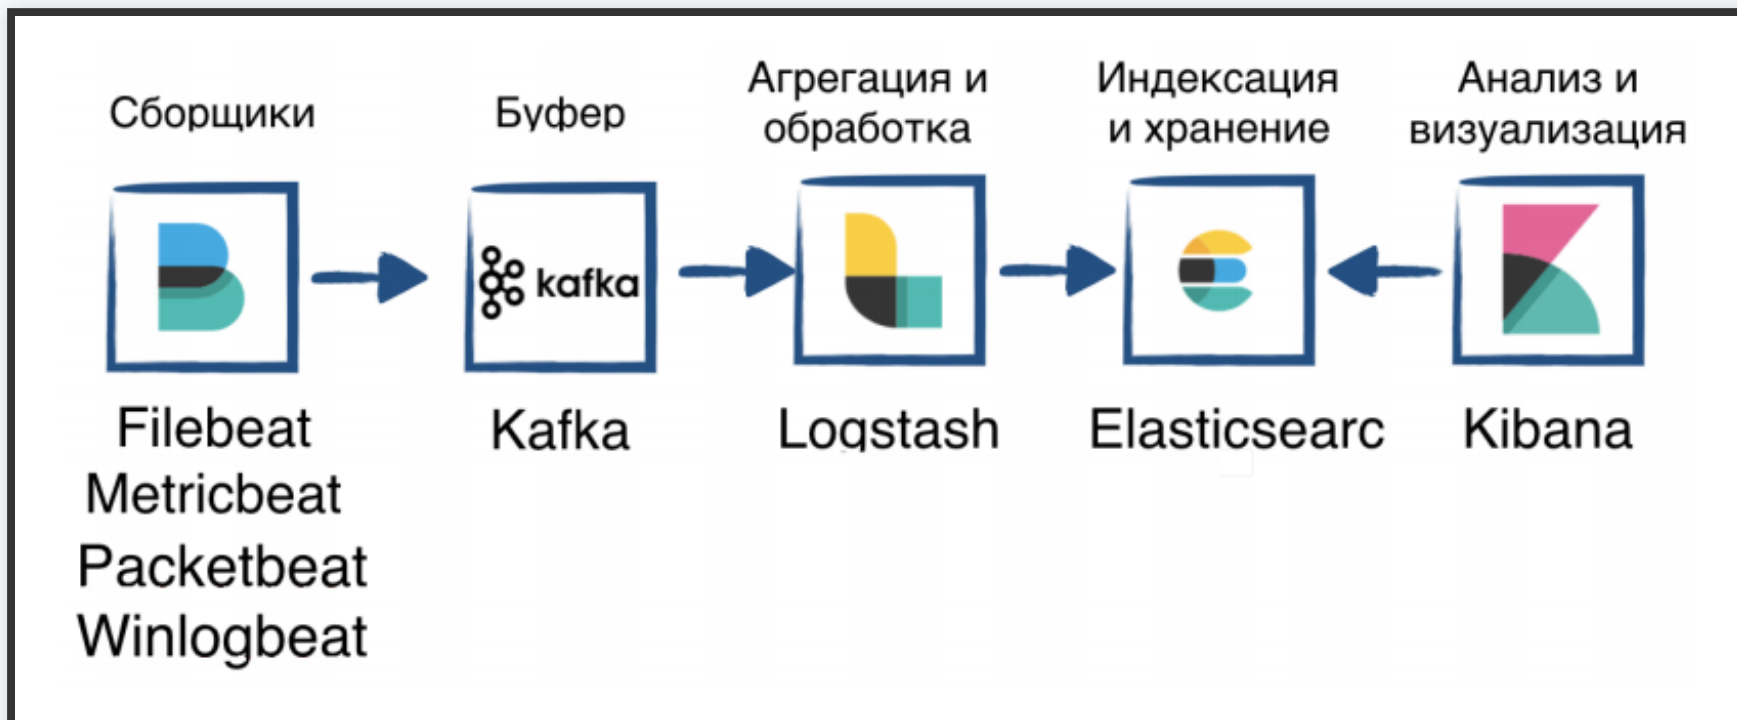 Сборщики
Буфер
Агрегация и
обработка
Индексация
и хранение
Анализ и
визуализация
kafka
Filebeat
Metricbeat
Packetbeat
Winlogbeat
Kafka
Logstash
Elasticsearc
Kibana